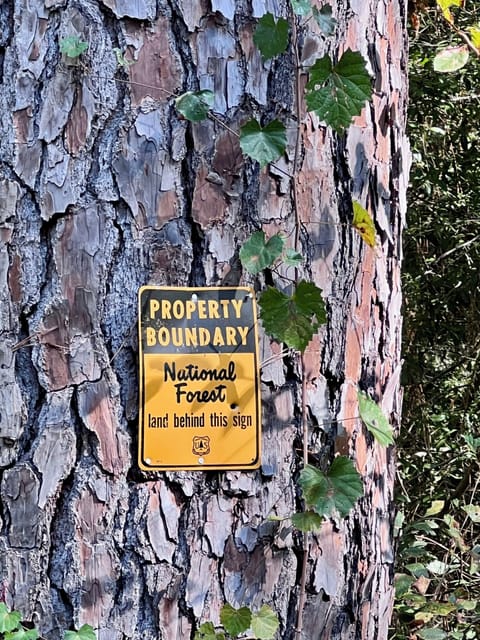 PROPERTY
BOUNDARY
National
Forest
land behind this sign
U S